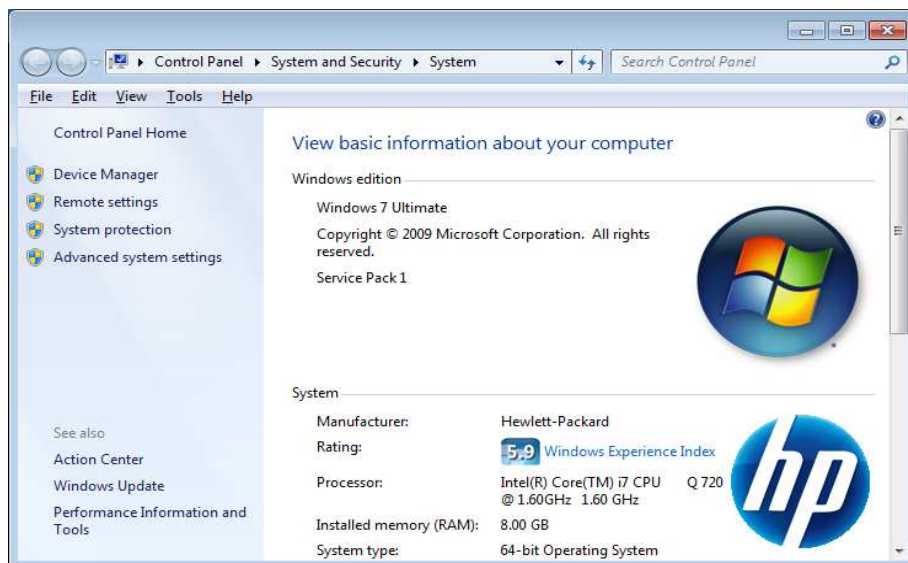 Control Panel ▸ System and Security ▸ System
Search Control Panel
File Edit View Tools Help
Control Panel Home
Device Manager
Remote settings
System protection
Advanced system settings
See also
Action Center
Windows Update
Performance Information and
Tools
View basic information about your computer
Windows edition
Windows 7 Ultimate
Copyright © 2009 Microsoft Corporation. All rights
reserved.
Service Pack 1
System
Manufacturer: Hewlett-Packard
Rating: 5.9 Windows Experience Index
Processor: Intel(R) Core(TM) i7 CPU Q 720
@ 1.60GHz 1.60 GHz
Installed memory (RAM): 8.00 GB
System type: 64-bit Operating System
hp